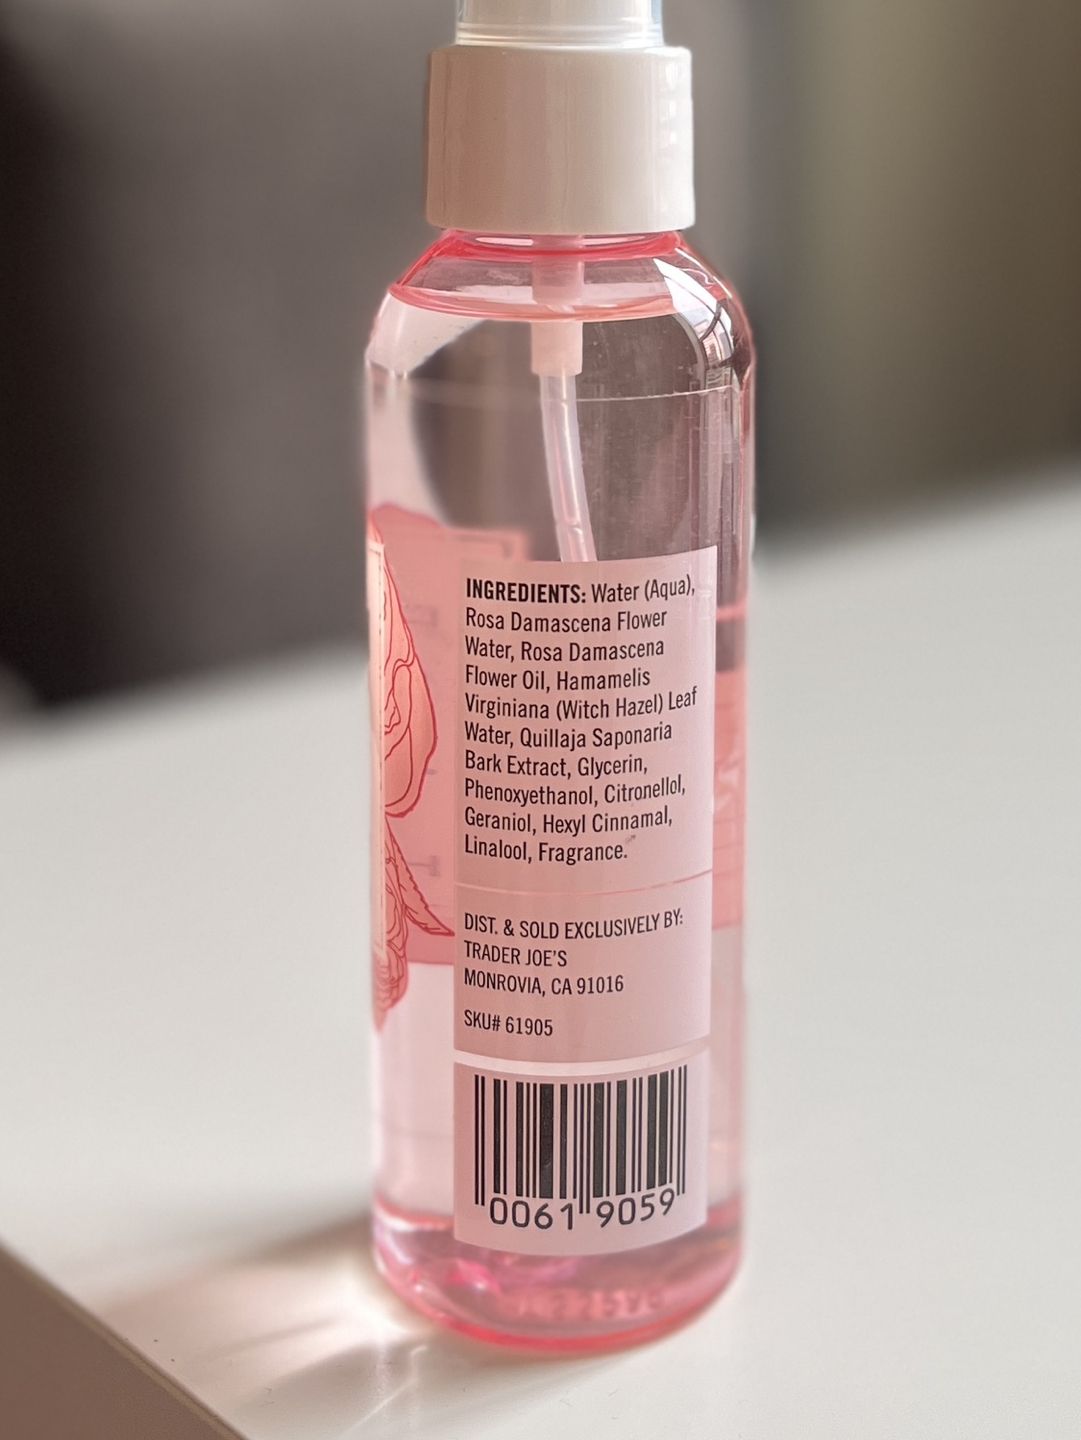 INGREDIENTS: Water (Aqua),
Rosa Damascena Flower
Water, Rosa Damascena
Flower Oil, Hamamelis
Virginiana (Witch Hazel) Leaf
Water, Quillaja Saponaria
Bark Extract, Glycerin,
Phenoxyethanol, Citronellol,
Geraniol, Hexyl Cinnamal,
Linalool, Fragrance.
DIST. & SOLD EXCLUSIVELY BY:
TRADER JOE'S
MONROVIA, CA 91016
SKU# 61905
0061 9059